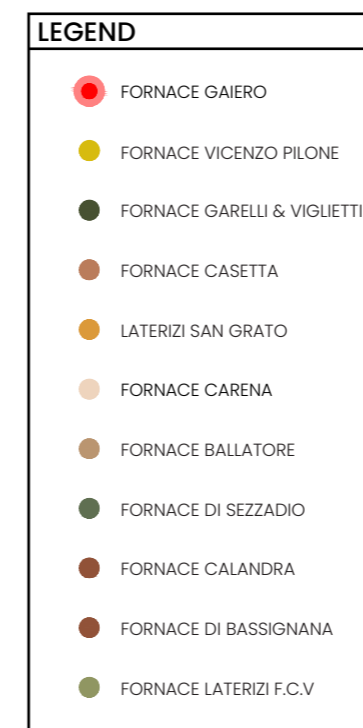 LEGEND
FORNACE GAIERO
FORNACE VICENZO PILONE
FORNACE GARELLI & VIGLIETTI
FORNACE CASETTA
LATERIZI SAN GRATO
FORNACE CARENA
FORNACE BALLATORE
FORNACE DI SEZZADIO
FORNACE CALANDRA
FORNACE DI BASSIGNANA
FORNACE LATERIZI F.C.V